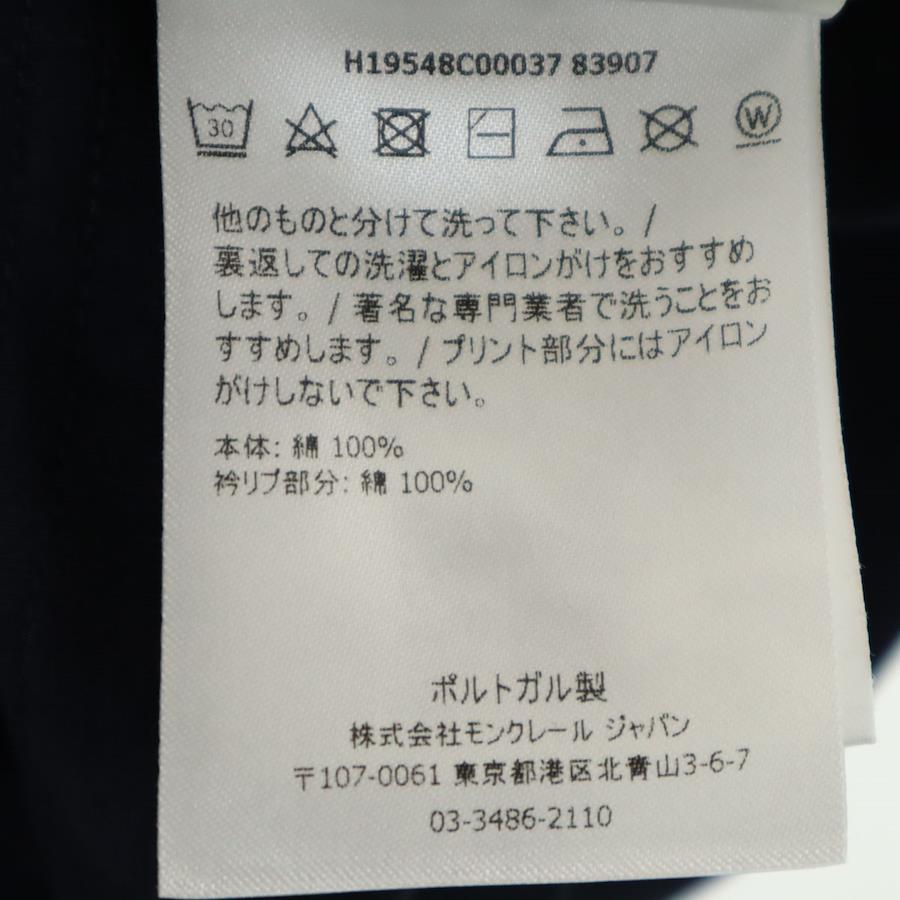 H19548C00037 83907
30 W
他のものと分けて洗って下さい。/
裏返しての洗濯とアイロンがけをおすすめ
します。/ 著名な専門業者で洗うことをお
すすめします。/ プリント部分にはアイロン
がけしないで下さい。
本体: 綿 100%
衿リブ部分: 綿 100%
ポルトガル製
株式会社モンクレール ジャパン
〒107-0061 東京都港区北青山3-6-7
03-3486-2110